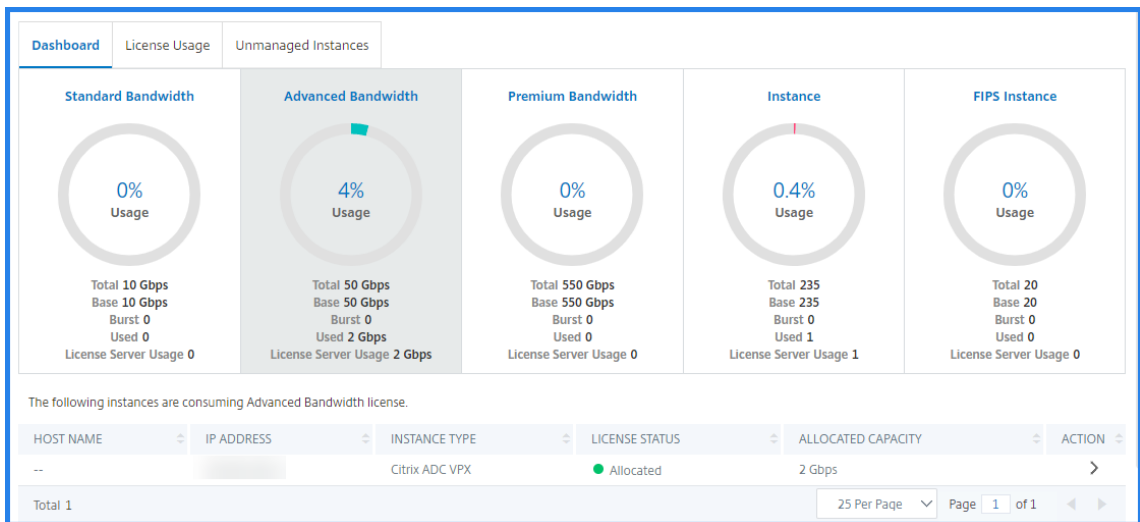 Dashboard License Usage Unmanaged Instances
Standard Bandwidth
0%
Usage
Total 10 Gbps
Base 10 Gbps
Burst 0
Used 0
License Server Usage 0
Advanced Bandwidth
4%
Usage
Total 50 Gbps
Base 50 Gbps
Burst 0
Used 2 Gbps
License Server Usage 2 Gbps
Premium Bandwidth
0%
Usage
Total 550 Gbps
Base 550 Gbps
Burst 0
Used 0
License Server Usage 0
Instance
0.4%
Usage
Total 235
Base 235
Burst 0
Used 1
License Server Usage 1
FIPS Instance
0%
Usage
Total 20
Base 20
Burst 0
Used 0
License Server Usage 0
The following instances are consuming Advanced Bandwidth license.
HOST NAME IP ADDRESS INSTANCE TYPE LICENSE STATUS ALLOCATED CAPACITY ACTION
-- Citrix ADC VPX Allocated 2 Gbps
Total 1 25 Per Page Page 1 of 1